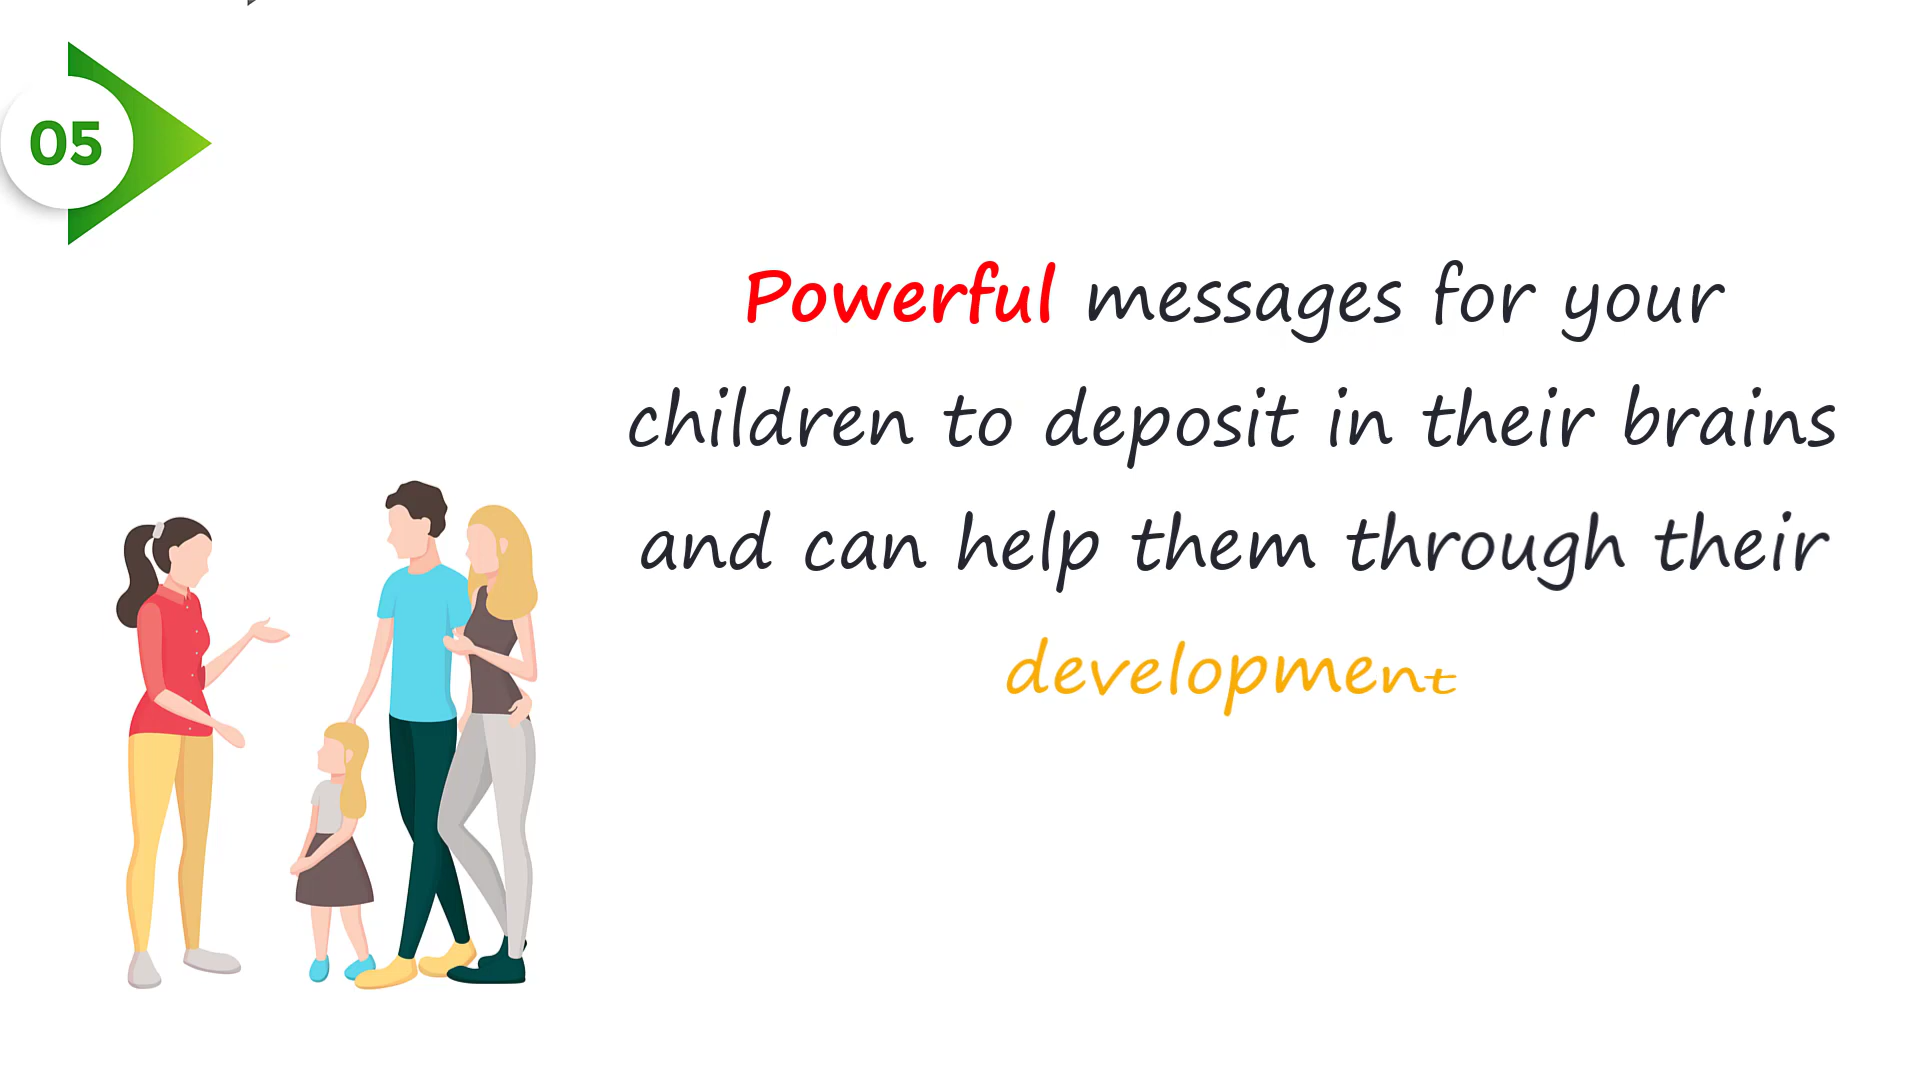 05
Powerful messages for your
children to deposit in their brains
and can help them through their
development